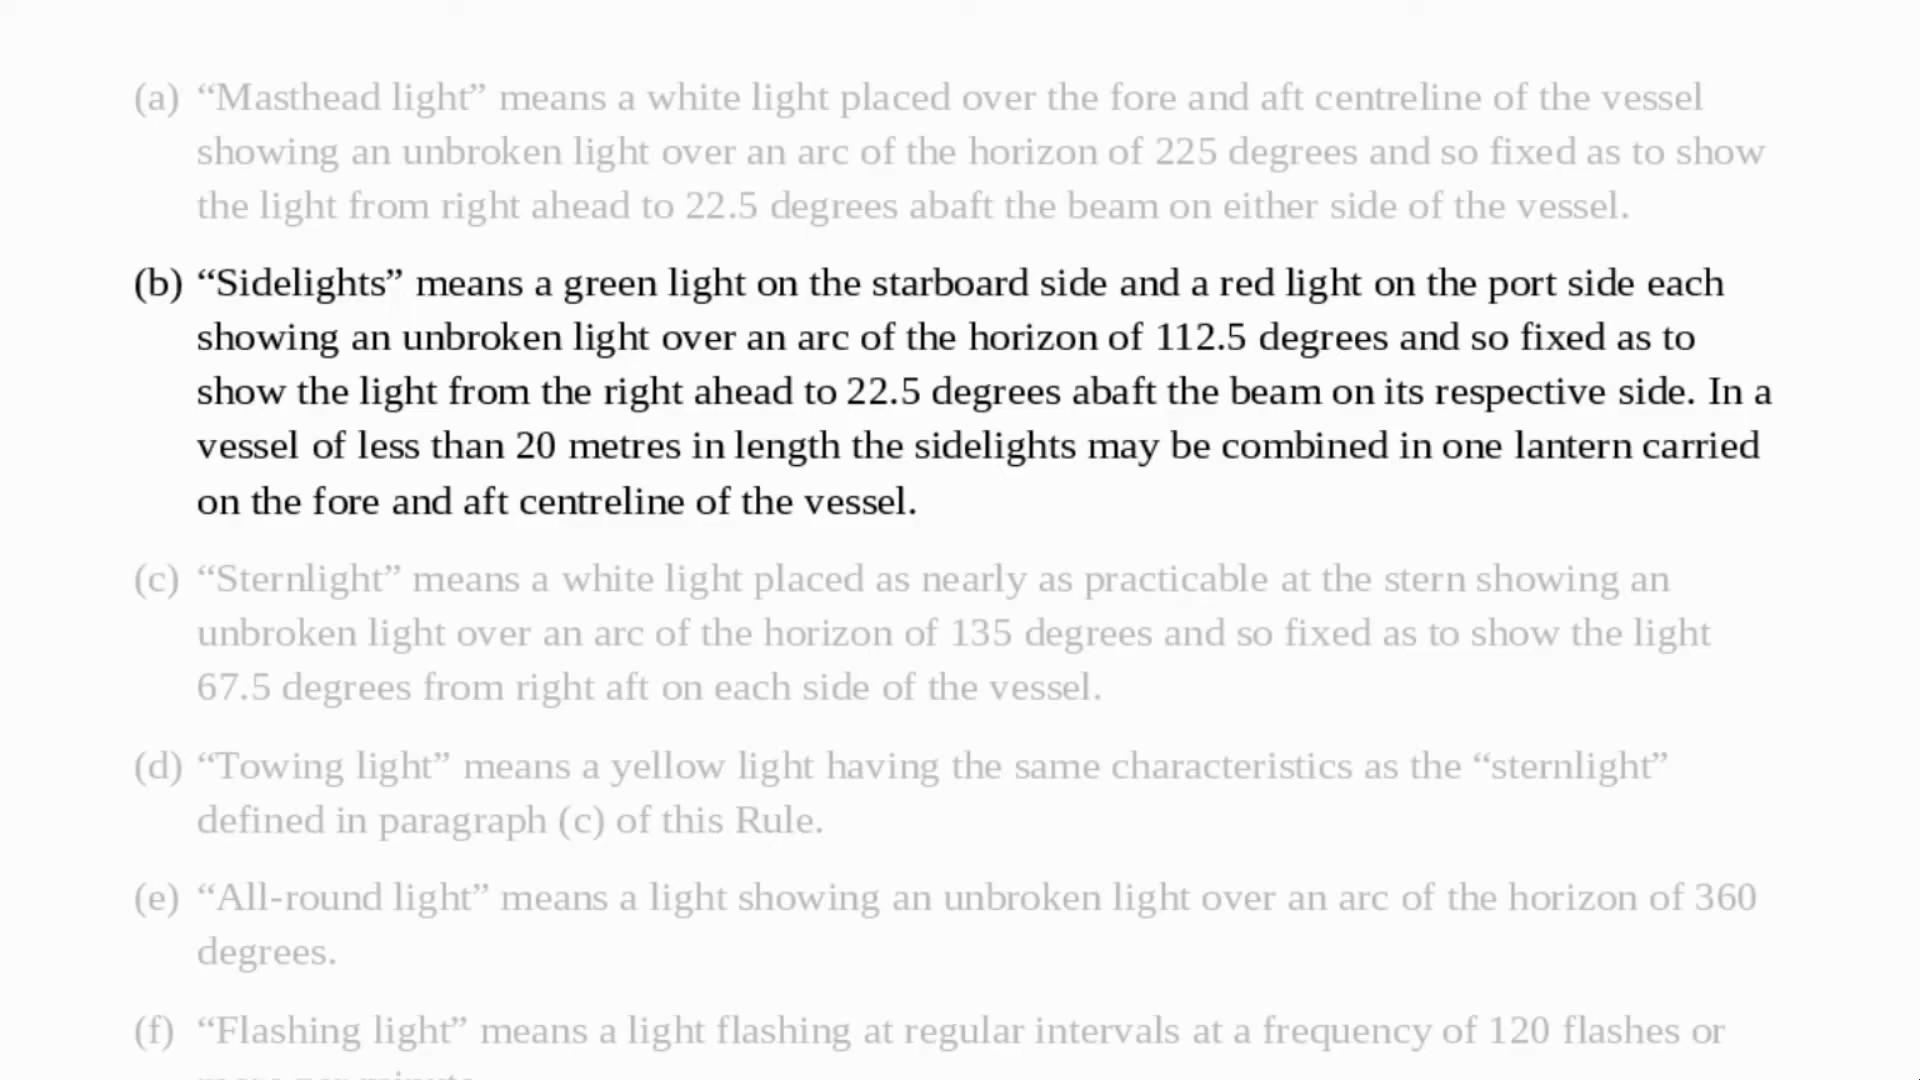 (a) “Masthead light” means a white light placed over the fore and aft centreline of the vessel
showing an unbroken light over an arc of the horizon of 225 degrees and so fixed as to show
the light from right ahead to 22.5 degrees abaft the beam on either side of the vessel.
(b) “Sidelights” means a green light on the starboard side and a red light on the port side each
showing an unbroken light over an arc of the horizon of 112.5 degrees and so fixed as to
show the light from the right ahead to 22.5 degrees abaft the beam on its respective side. In a
vessel of less than 20 metres in length the sidelights may be combined in one lantern carried
on the fore and aft centreline of the vessel.
(c) “Sternlight” means a white light placed as nearly as practicable at the stern showing an
unbroken light over an arc of the horizon of 135 degrees and so fixed as to show the light
67.5 degrees from right aft on each side of the vessel.
(d) “Towing light” means a yellow light having the same characteristics as the “sternlight”
defined in paragraph (c) of this Rule.
(e) “All-round light” means a light showing an unbroken light over an arc of the horizon of 360
degrees.
(f) “Flashing light” means a light flashing at regular intervals at a frequency of 120 flashes or